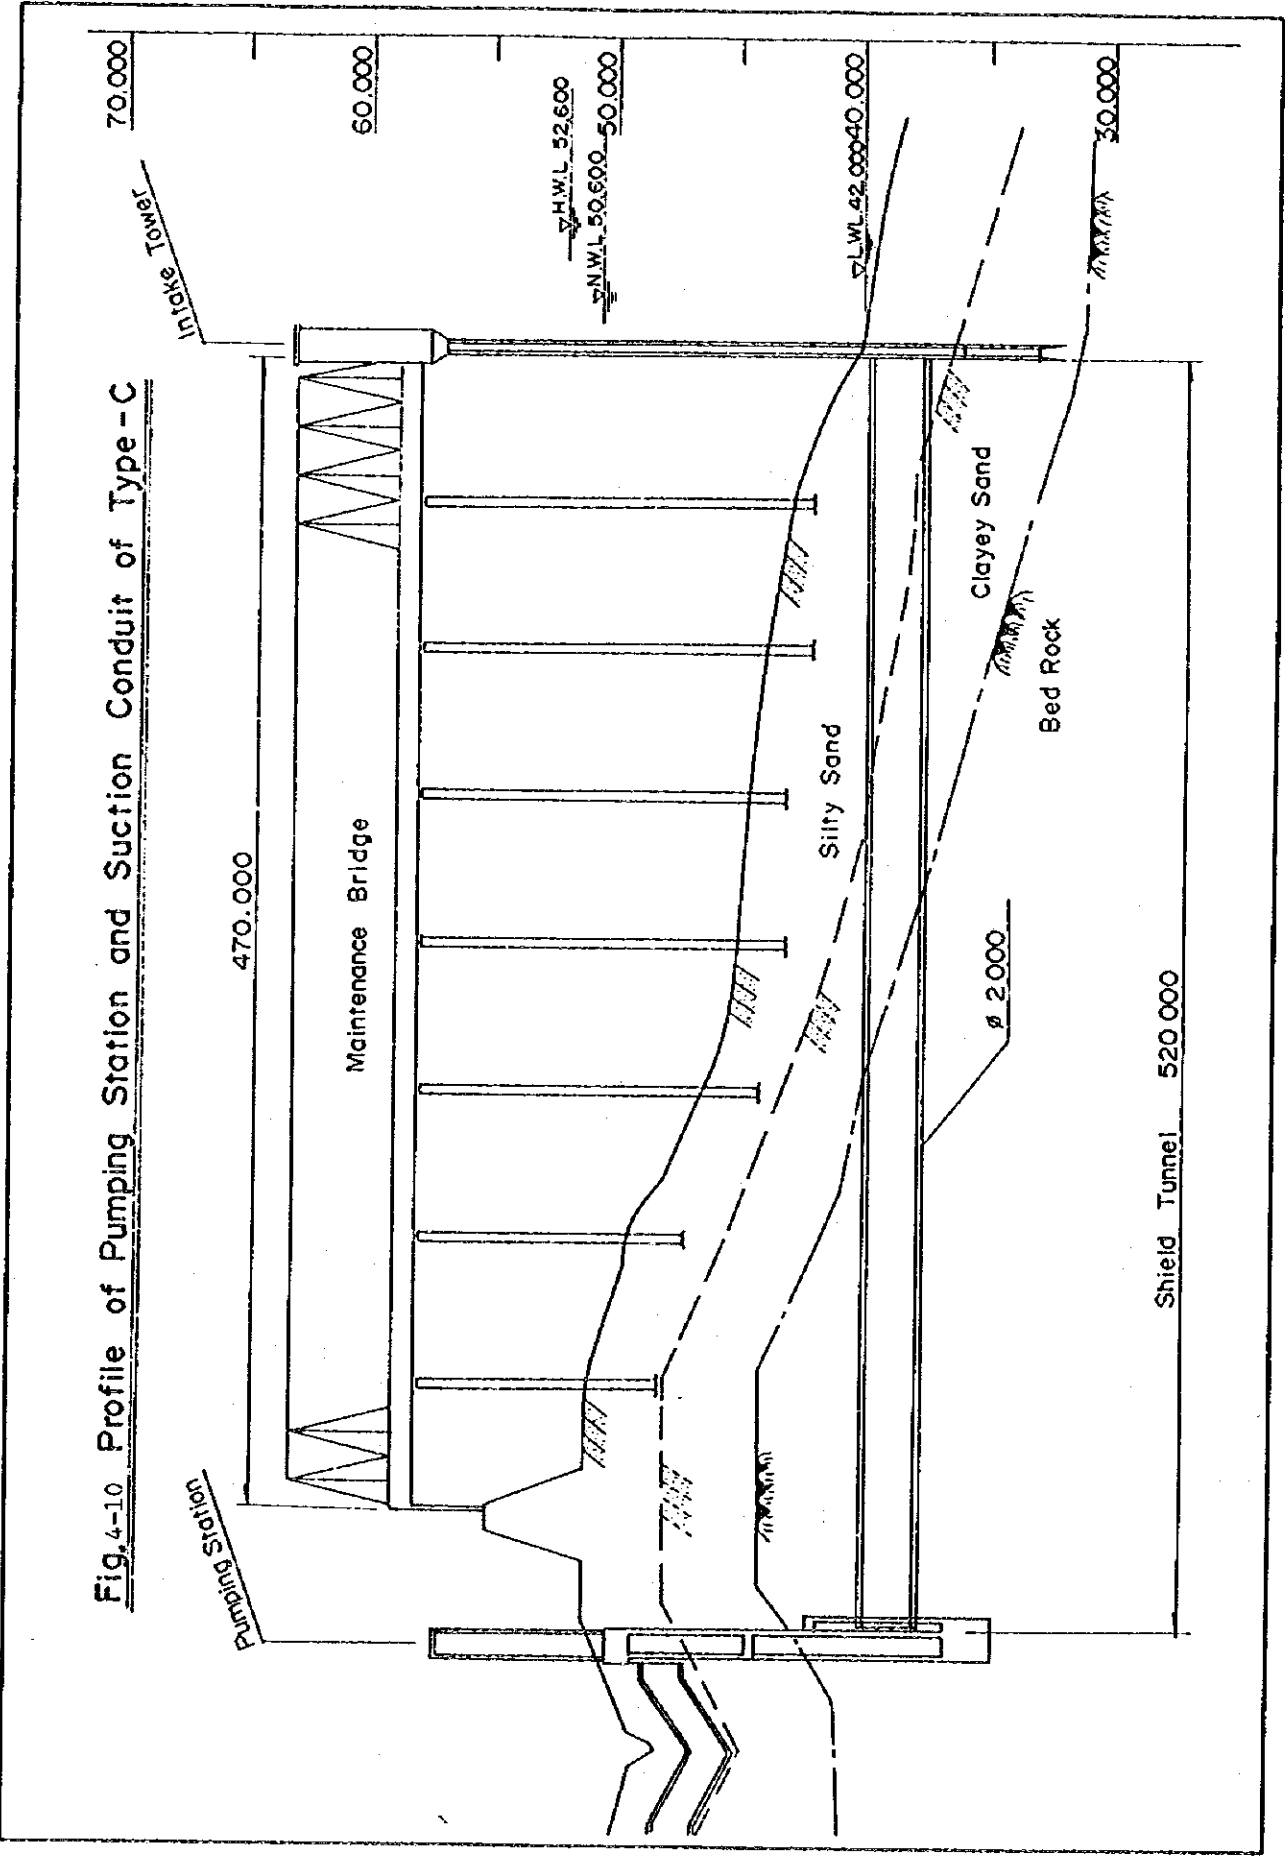 Fig. 4-10 Profile of Pumping Station and Suction Conduit of Type-C
Pumping Station
470.000
Intake Tower
70.000
Maintenance Bridge
60.000
H.W.L 52.600
N.W.L 50.600
50.000
Silty Sand
L.W.L 42.000
40.000
Clayey Sand
ø 2.000
Bed Rock
30.000
Shield Tunnel 520.000